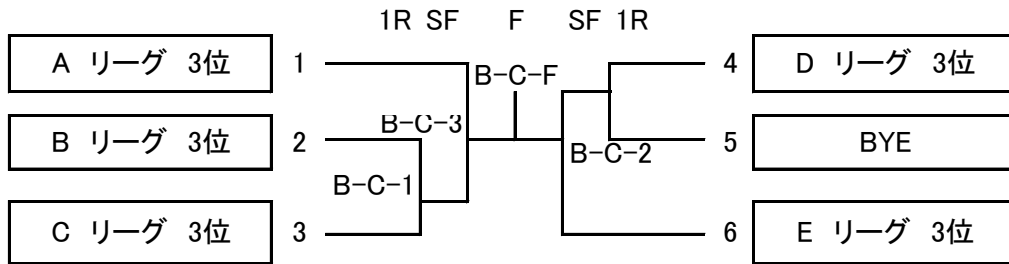 1R SF F SF 1R
A リーグ 3位 1 4 D リーグ 3位
B-C-F
B-C-3
B リーグ 3位 2 5 BYE
B-C-2
B-C-1
C リーグ 3位 3 6 E リーグ 3位